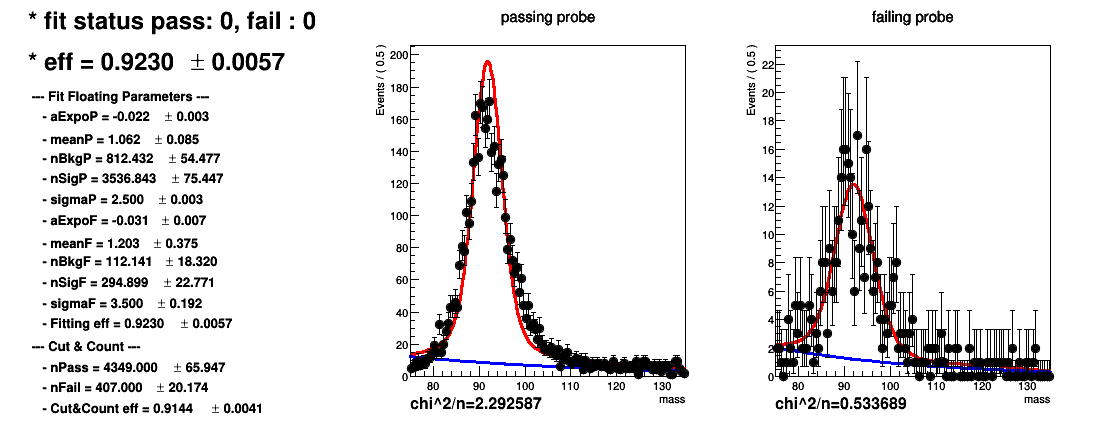 * fit status pass: 0, fail : 0
* eff = 0.9230 ± 0.0057
--- Fit Floating Parameters ---
- aExpoP = -0.022 ± 0.003
- meanP = 1.062 ± 0.085
- nBkgP = 812.432 ± 54.477
- nSigP = 3536.843 ± 75.447
- sigmaP = 2.500 ± 0.003
- aExpoF = -0.031 ± 0.007
- meanF = 1.203 ± 0.375
- nBkgF = 112.141 ± 18.320
- nSigF = 294.899 ± 22.771
- sigmaF = 3.500 ± 0.192
- Fitting eff = 0.9230 ± 0.0057
--- Cut & Count ---
- nPass = 4349.000 ± 65.947
- nFail = 407.000 ± 20.174
- Cut&Count eff = 0.9144 ± 0.0041
passing probe
Events / ( 0.5 )
200
180
160
140
120
100
80
60
40
20
0
80 90 100 110 120 130
mass
chi^2/n=2.292587
failing probe
Events / ( 0.5 )
22
20
18
16
14
12
10
8
6
4
2
0
80 90 100 110 120 130
mass
chi^2/n=0.533689